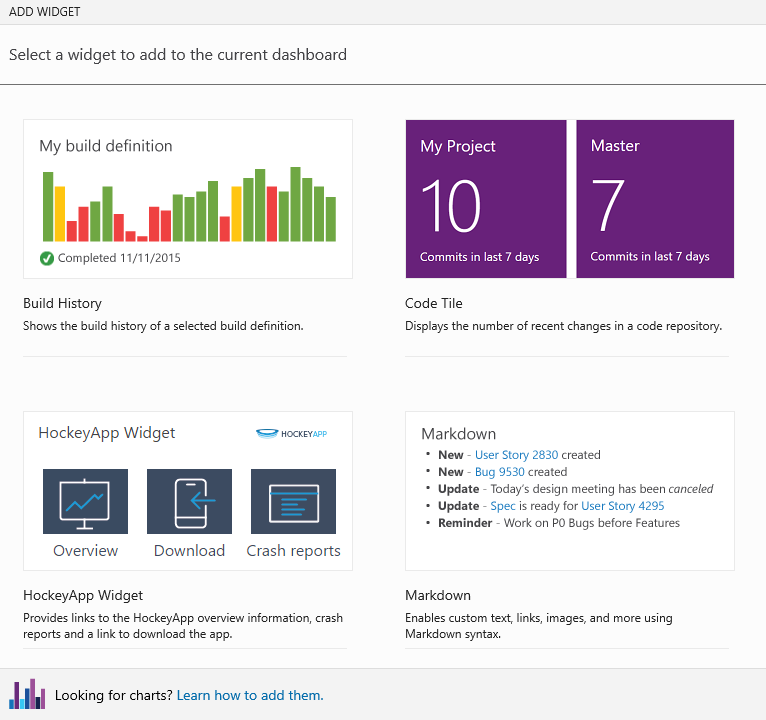 ADD WIDGET
Select a widget to add to the current dashboard
My build definition
Completed 11/11/2015
Build History
Shows the build history of a selected build definition.
My Project
10
Commits in last 7 days
Master
7
Commits in last 7 days
Code Tile
Displays the number of recent changes in a code repository.
HockeyApp Widget
HOCKEYAPP
Overview
Download
Crash reports
HockeyApp Widget
Provides links to the HockeyApp overview information, crash
reports and a link to download the app.
Markdown
• New - User Story 2830 created
• New - Bug 9530 created
• Update - Today's design meeting has been canceled
• Update - Spec is ready for User Story 4295
• Reminder - Work on P0 Bugs before Features
Markdown
Enables custom text, links, images, and more using
Markdown syntax.
Looking for charts? Learn how to add them.